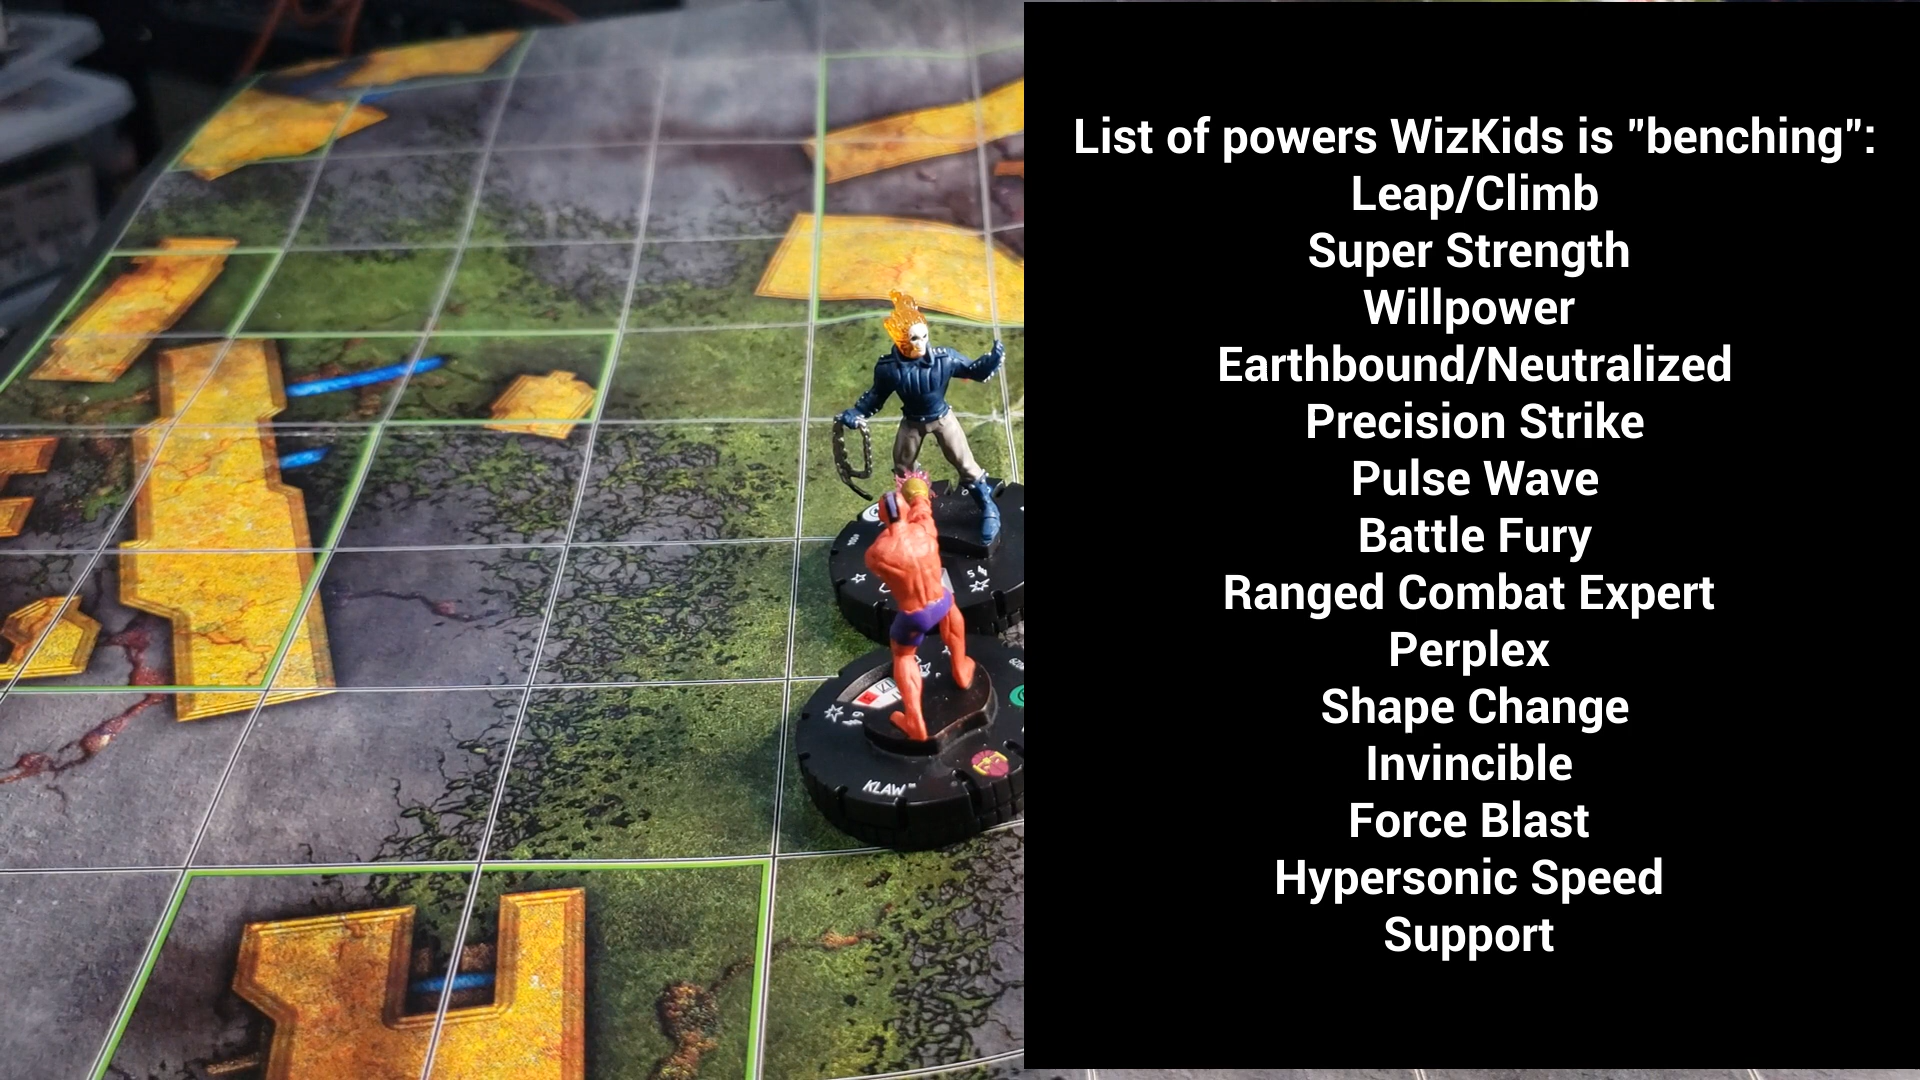 List of powers WizKids is "benching":
Leap/Climb
Super Strength
Willpower
Earthbound/Neutralized
Precision Strike
Pulse Wave
Battle Fury
Ranged Combat Expert
Perplex
Shape Change
Invincible
Force Blast
Hypersonic Speed
Support
KLAW™